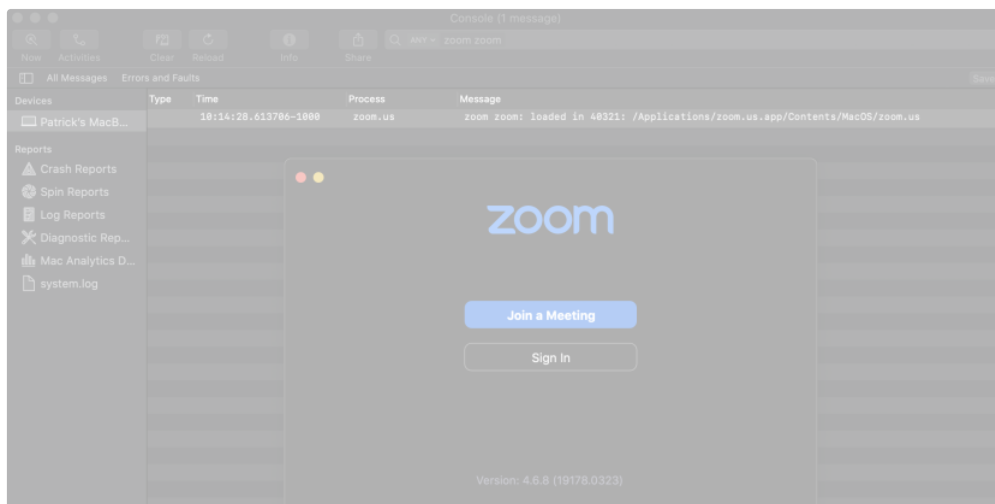 Console (1 message)
ANY zoom zoom
Now Activities Clear Reload Info Share
All Messages Errors and Faults Save
Devices Type Time Process Message
Patrick's MacB... 10:14:28.613706-1000 zoom.us zoom zoom: loaded in 40321: /Applications/zoom.us.app/Contents/MacOS/zoom.us
Reports
Crash Reports
Spin Reports
Log Reports
Diagnostic Rep...
Mac Analytics D...
system.log
zoom
Join a Meeting
Sign In
Version: 4.6.8 (19178.0323)